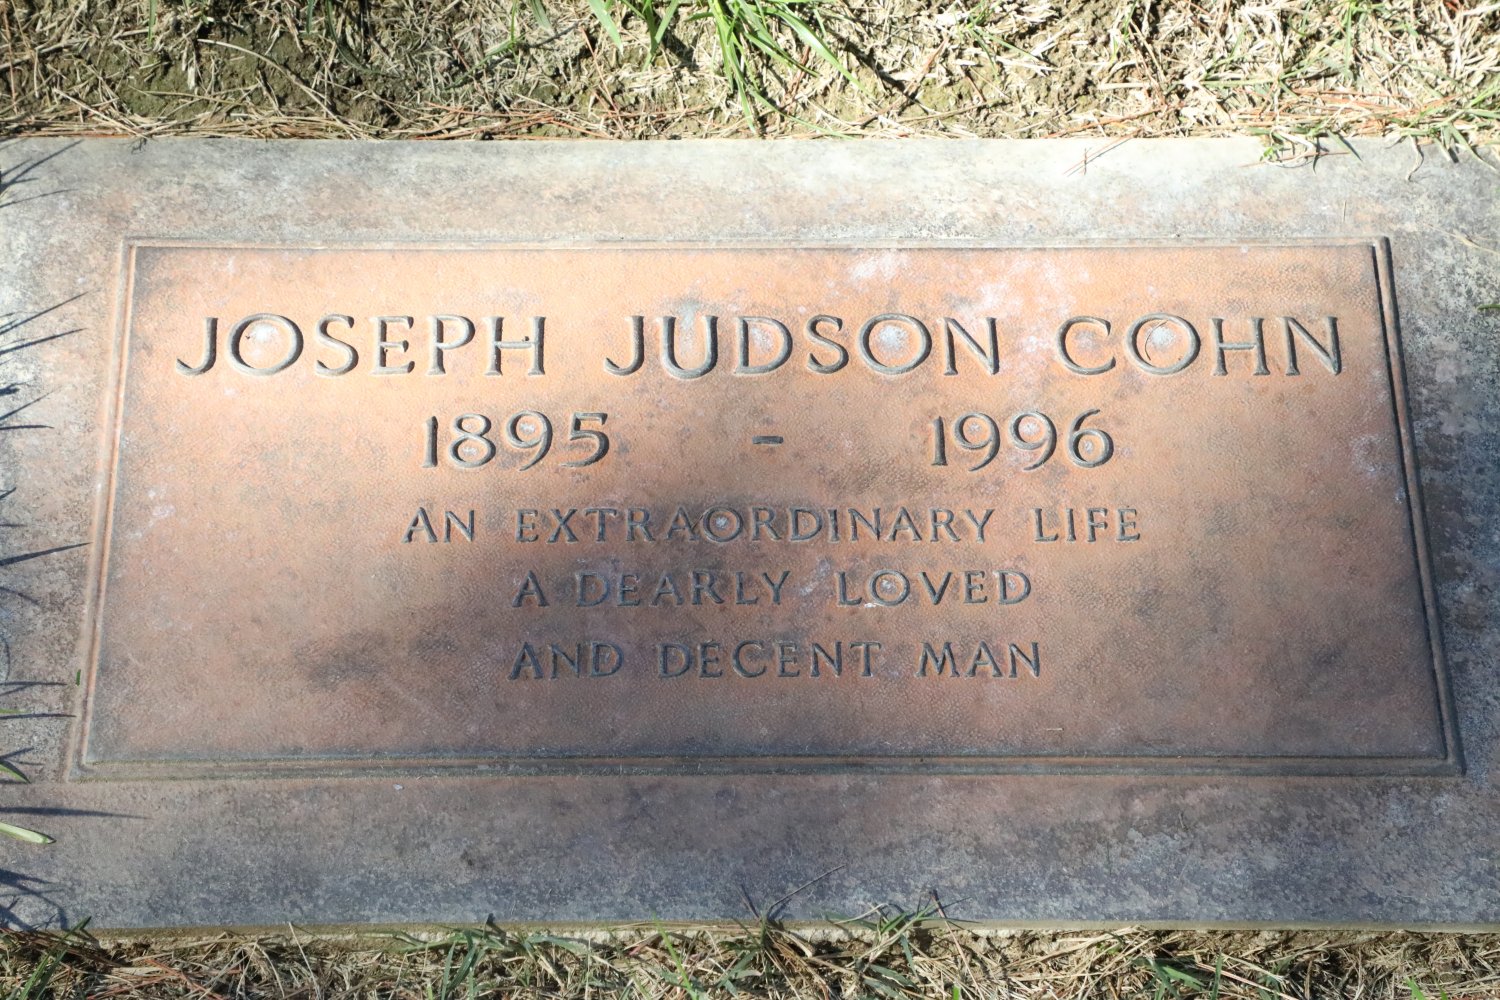 JOSEPH JUDSON COHN
1895 - 1996
AN EXTRAORDINARY LIFE
A DEARLY LOVED
AND DECENT MAN